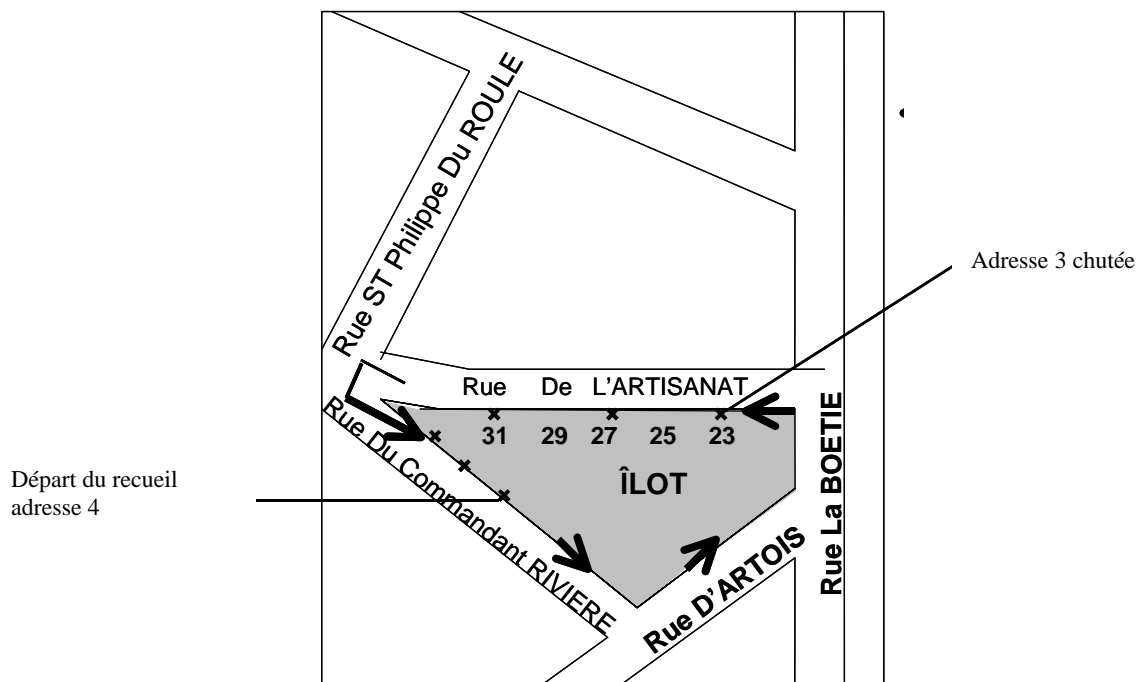 Rue ST Philippe Du ROULE
Adresse 3 chutée
Rue De L'ARTISANAT
31 29 27 25 23
ÎLOT
Rue La BOETIE
Départ du recueil
adresse 4
Rue Du Commandant RIVIERE
Rue D'ARTOIS